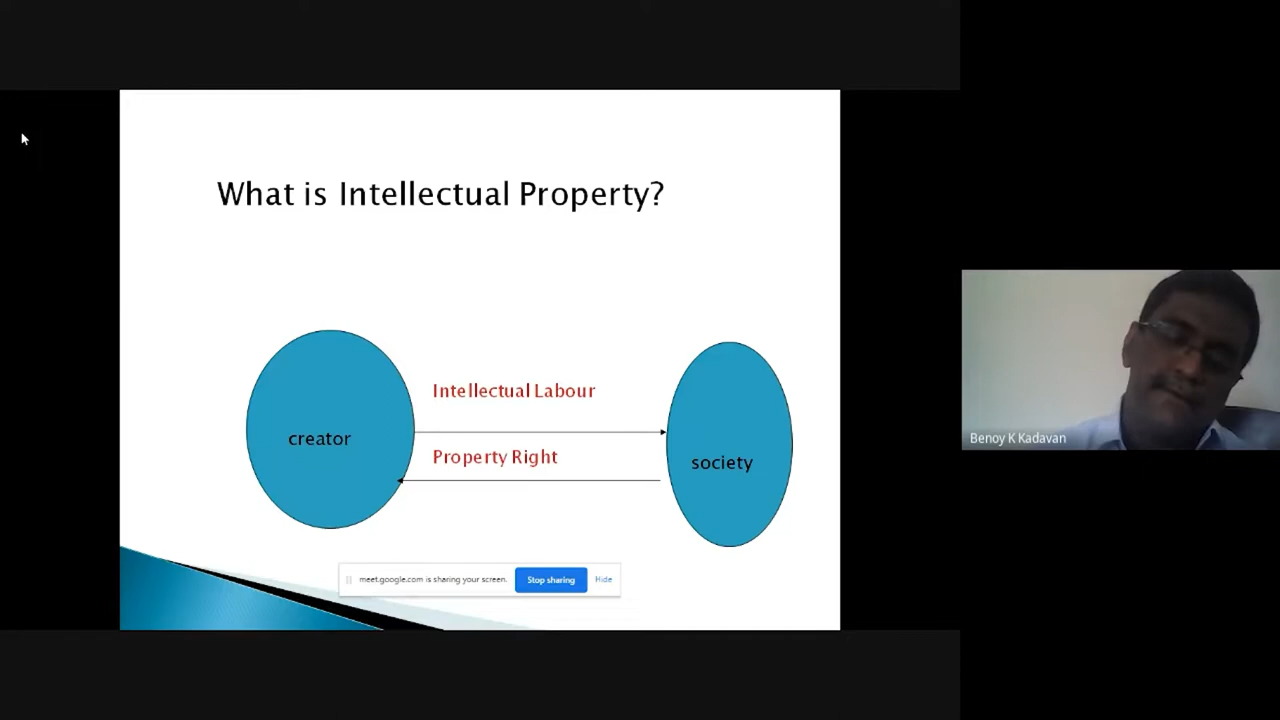 What is Intellectual Property?
Intellectual Labour
creator
Property Right
society
Benoy K Kadavan
meet.google.com is sharing your screen.
Stop sharing
Hide